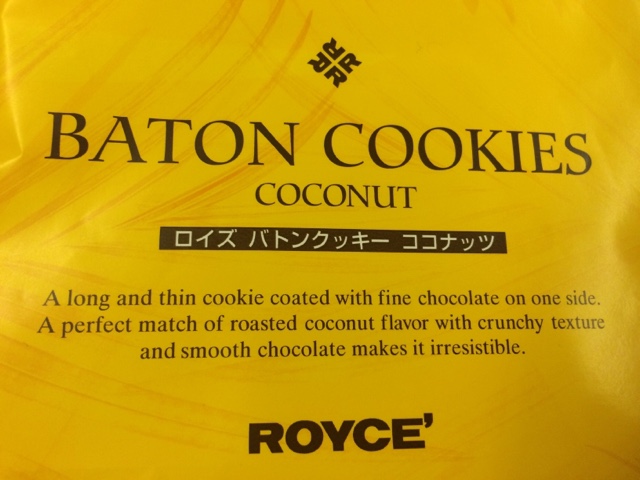 BATON COOKIES
COCONUT
ロイズ バトンクッキー ココナッツ
A long and thin cookie coated with fine chocolate on one side.
A perfect match of roasted coconut flavor with crunchy texture
and smooth chocolate makes it irresistible.
ROYCE'